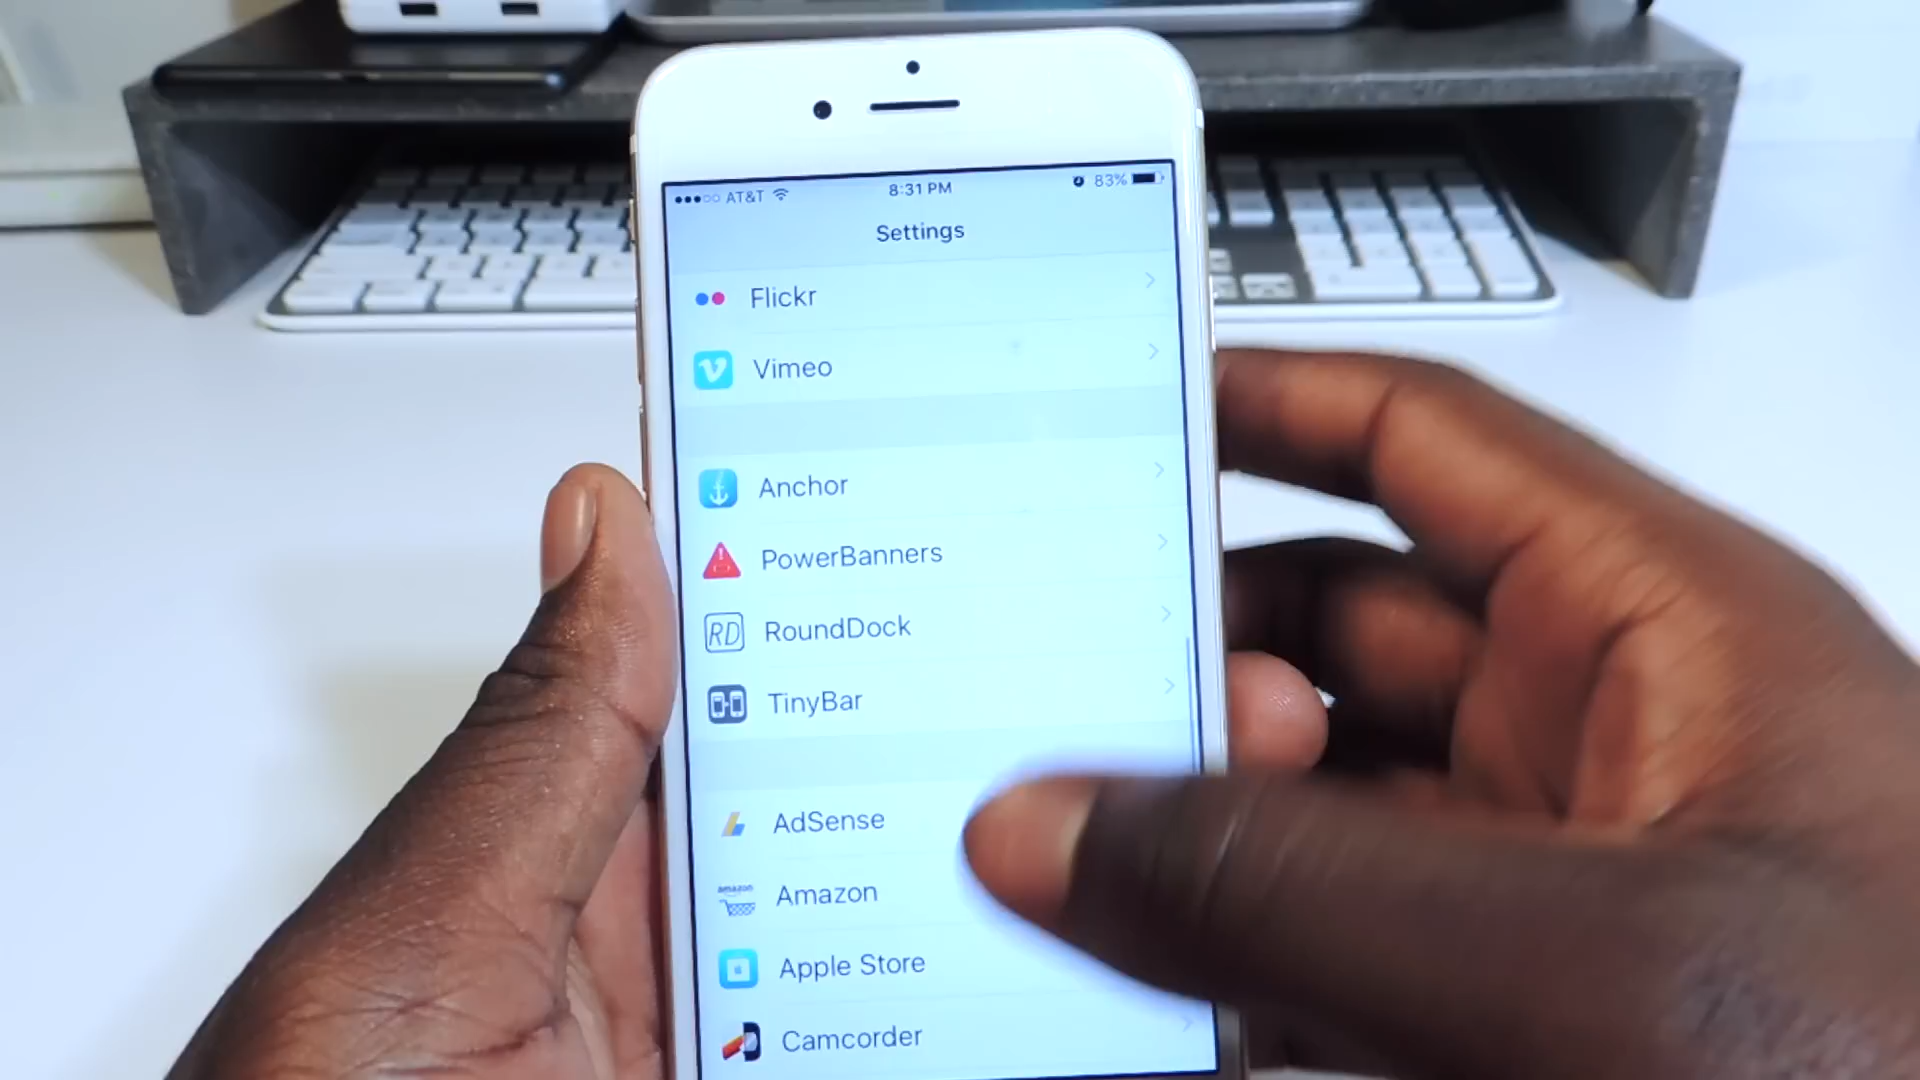 AT&T 8:31 PM 83%
Settings
Flickr
Vimeo
Anchor
PowerBanners
RD RoundDock
TinyBar
AdSense
amazon Amazon
Apple Store
Camcorder